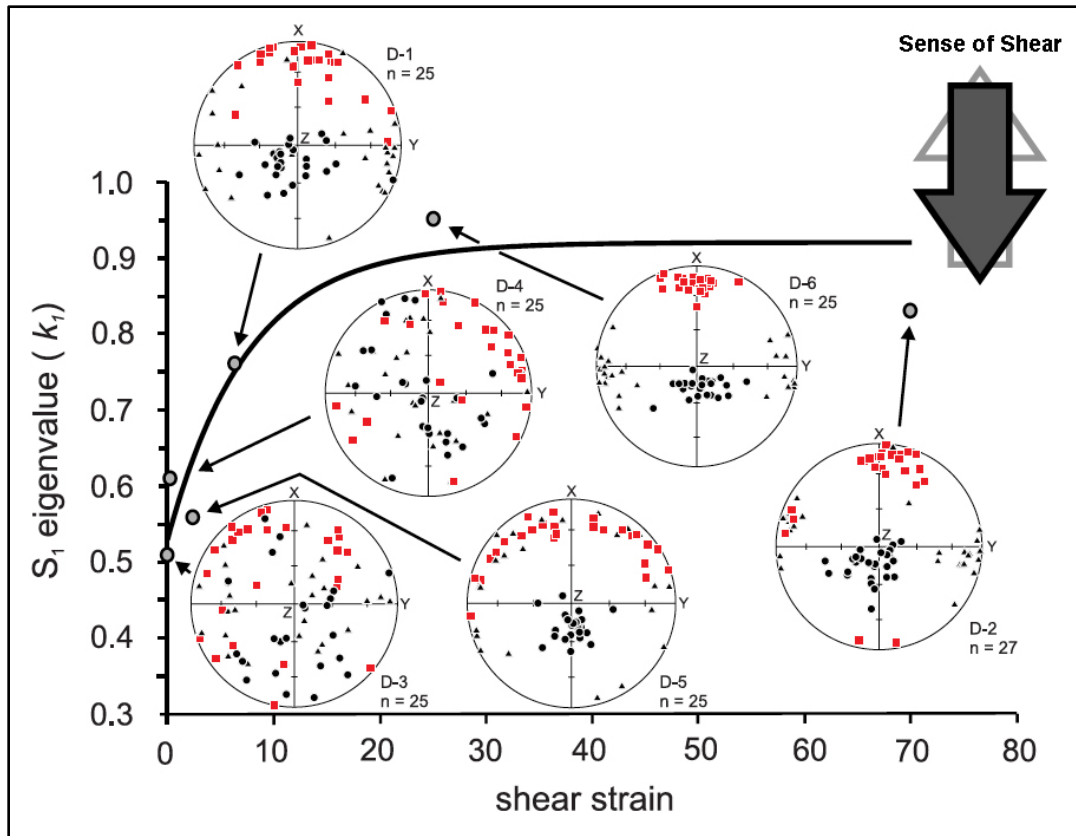 Sense of Shear
X
D-1
n = 25
Z
Y
X
D-4
n = 25
Z
Y
X
D-6
n = 25
Z
Y
X
D-3
n = 25
Z
Y
X
D-5
n = 25
Z
Y
X
D-2
n = 27
Z
Y
S₁ eigenvalue ( k₁)
1.0
0.9
0.8
0.7
0.6
0.5
0.4
0.3
0
10
20
30
40
50
60
70
80
shear strain